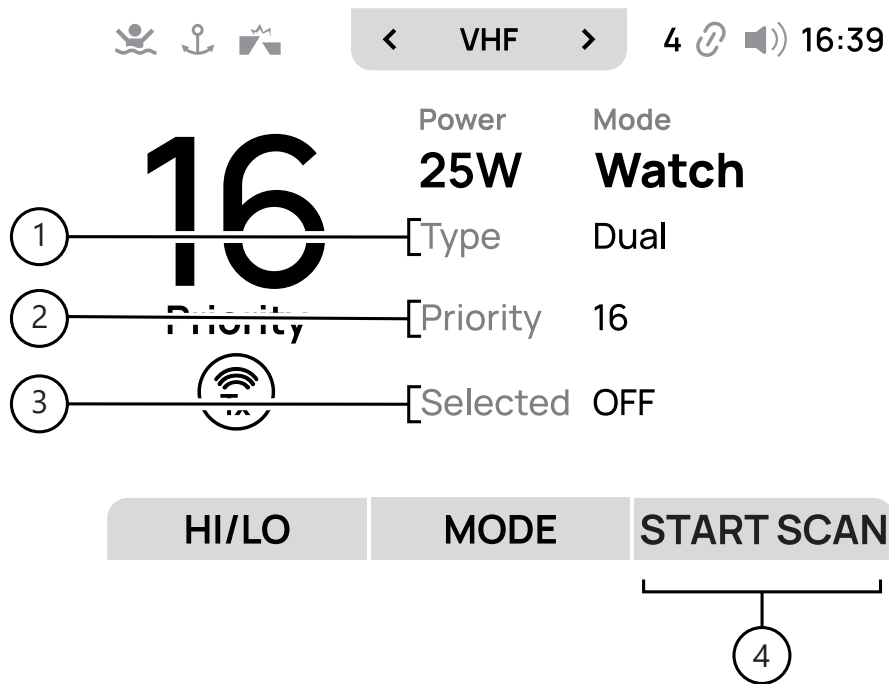 < VHF > 4 16:39
16
Power Mode
25W Watch
1 Type Dual
2 Priority Priority 16
3 Tx Selected OFF
HI/LO MODE START SCAN
4